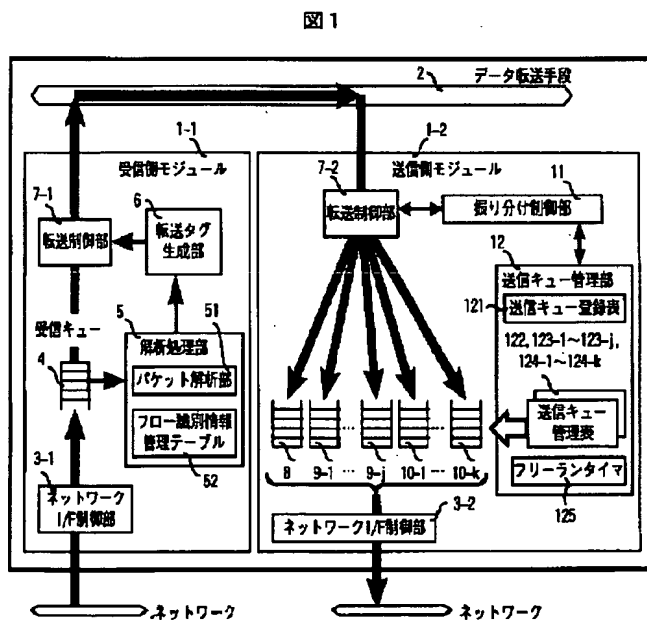 図1
2
データ転送手段
1-1
受信側モジュール
1-2
送信側モジュール
7-1
転送制御部
6
転送タグ
生成部
7-2
転送制御部
11
振り分け制御部
12
送信キュー管理部
121
送信キュー登録表
122, 123-1~123-j,
124-1~124-k
送信キュー
管理表
フリーランタイマ
125
受信キュー
4
5
解析処理部
51
パケット解析部
フロー識別情報
管理テーブル
52
8
9-1
…
9-j
10-1
…
10-k
3-1
ネットワーク
I/F制御部
3-2
ネットワークI/F制御部
ネットワーク
ネットワーク